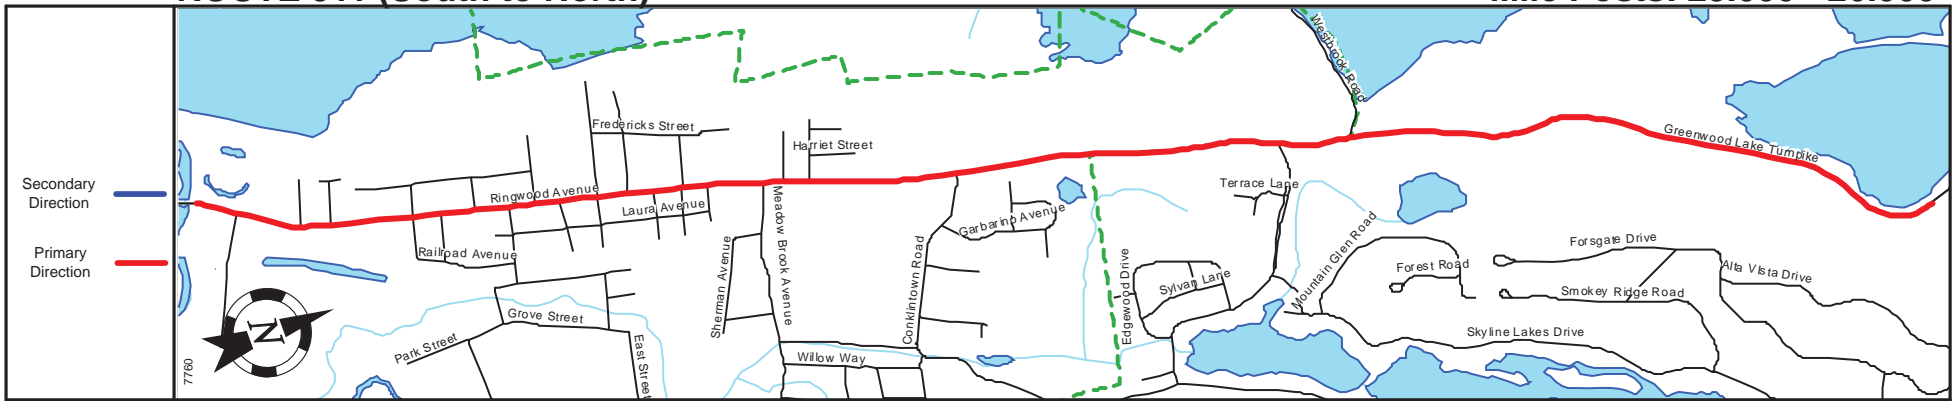 Westbrook Road
Fredericks Street
Harriet Street
Greenwood Lake Turnpike
Secondary
Direction
Ringwood Avenue
Laura Avenue
Terrace Lane
Meadow Brook Avenue
Garbarino Avenue
Primary
Direction
Railroad Avenue
Sherman Avenue
Conklintown Road
Edgewood Drive
Sylvan Lane
Mountain Glen Road
Forsgate Drive
Forest Road
Alta VIsta Drive
Smokey Ridge Road
N
Grove Street
Park Street
East Street
Willow Way
Skyline Lakes Drive
7760